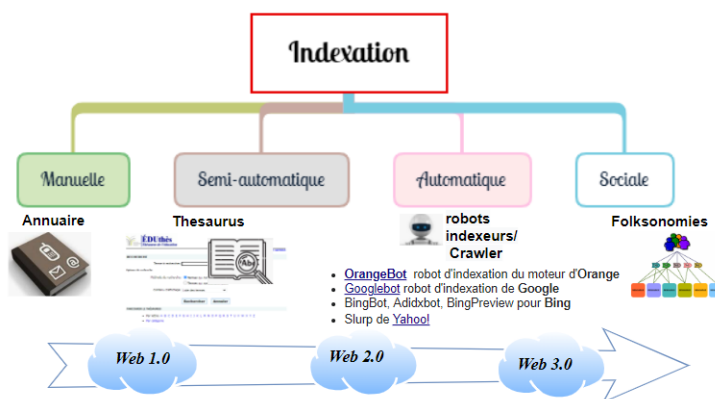 Indexation
Manuelle
Semi-automatique
Automatique
Sociale
Annuaire
Thesaurus
robots
indexeurs/
Crawler
Folksonomies
ÉDUthès
Abc
• OrangeBot robot d'indexation du moteur d'Orange
• Googlebot robot d'indexation de Google
• BingBot, Adidxbot, BingPreview pour Bing
• Slurp de Yahoo!
Web 1.0
Web 2.0
Web 3.0